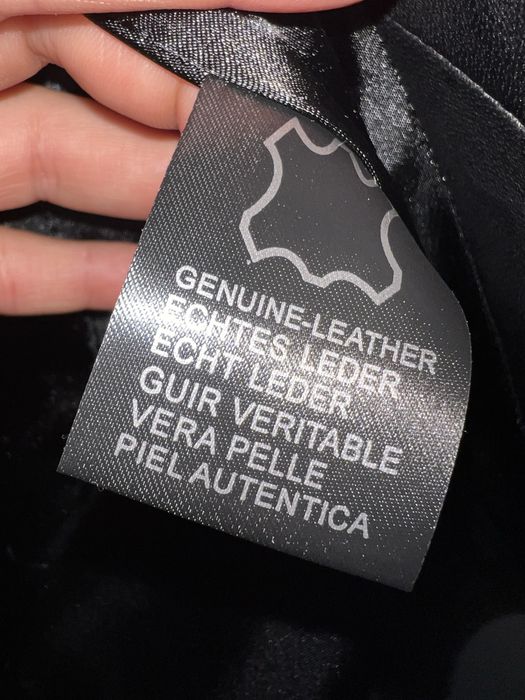 GENUINE-LEATHER
ECHTES LEDER
ECHT LEDER
GUIR VERITABLE
VERA PELLE
PIEL AUTENTICA